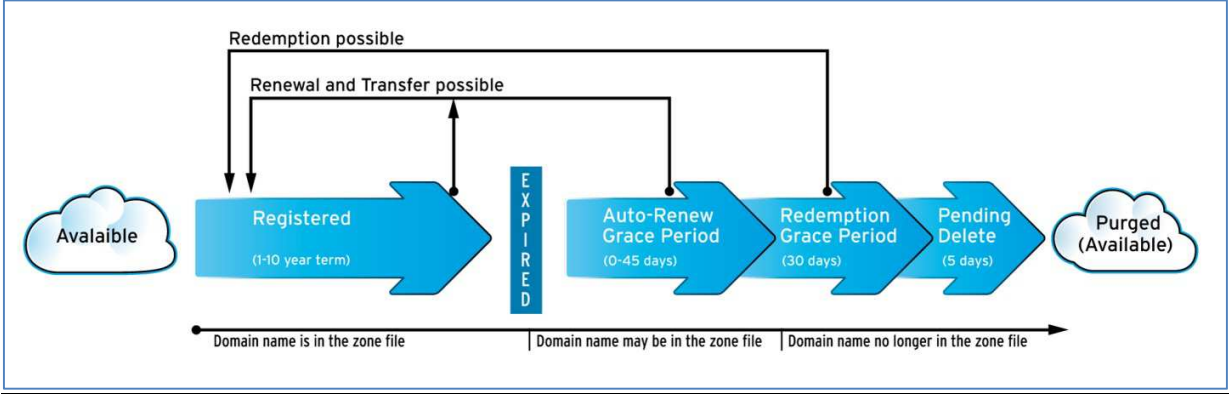 Redemption possible
Renewal and Transfer possible
Avalaible
Registered
(1-10 year term)
EXPIRED
Auto-Renew
Grace Period
(0-45 days)
Redemption
Grace Period
(30 days)
Pending
Delete
(5 days)
Purged
(Available)
Domain name is in the zone file
Domain name may be in the zone file
Domain name no longer in the zone file